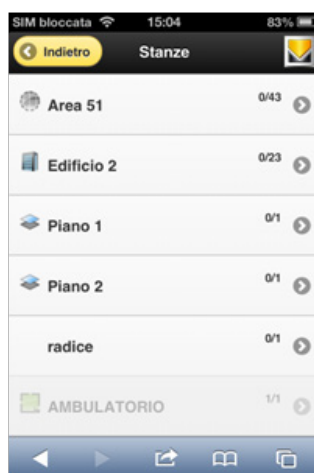 SIM bloccata 15:04 83%
Indietro Stanze
Area 51 0/43
Edificio 2 0/23
Piano 1 0/1
Piano 2 0/1
radice 0/1
AMBULATORIO 1/1